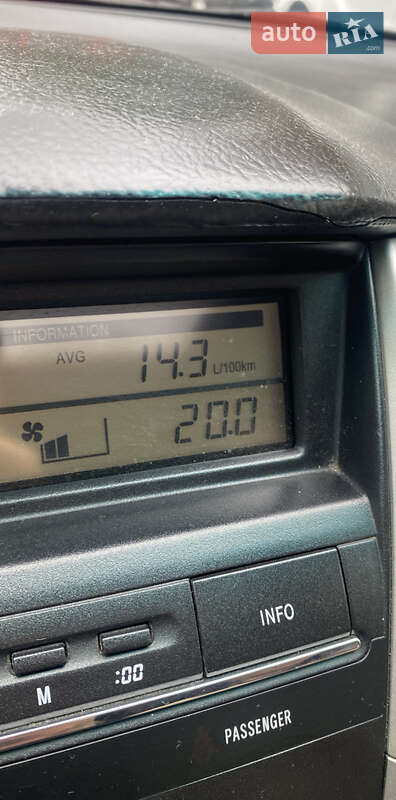 auto RIA.com
INFORMATION
AVG 14.3 L/100km
20.0
INFO
M :00
PASSENGER